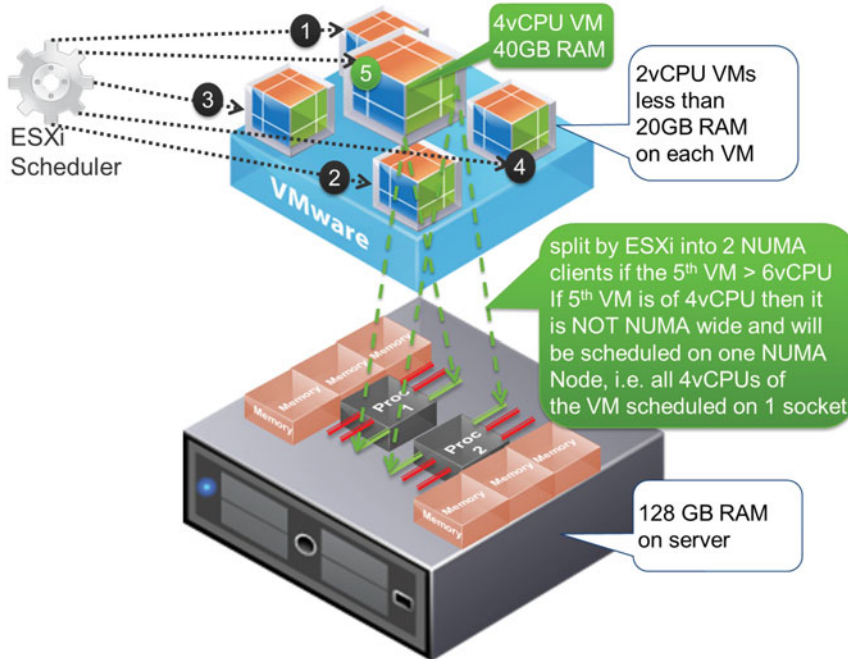 1
5
3
2
4
ESXi
Scheduler
4vCPU VM
40GB RAM
2vCPU VMs
less than
20GB RAM
on each VM
VMware
split by ESXi into 2 NUMA
clients if the 5th VM > 6vCPU
If 5th VM is of 4vCPU then it
is NOT NUMA wide and will
be scheduled on one NUMA
Node, i.e. all 4vCPUs of
the VM scheduled on 1 socket
Memory
Memory
Memory
Proc
1
Proc
2
Memory
Memory
Memory
128 GB RAM
on server